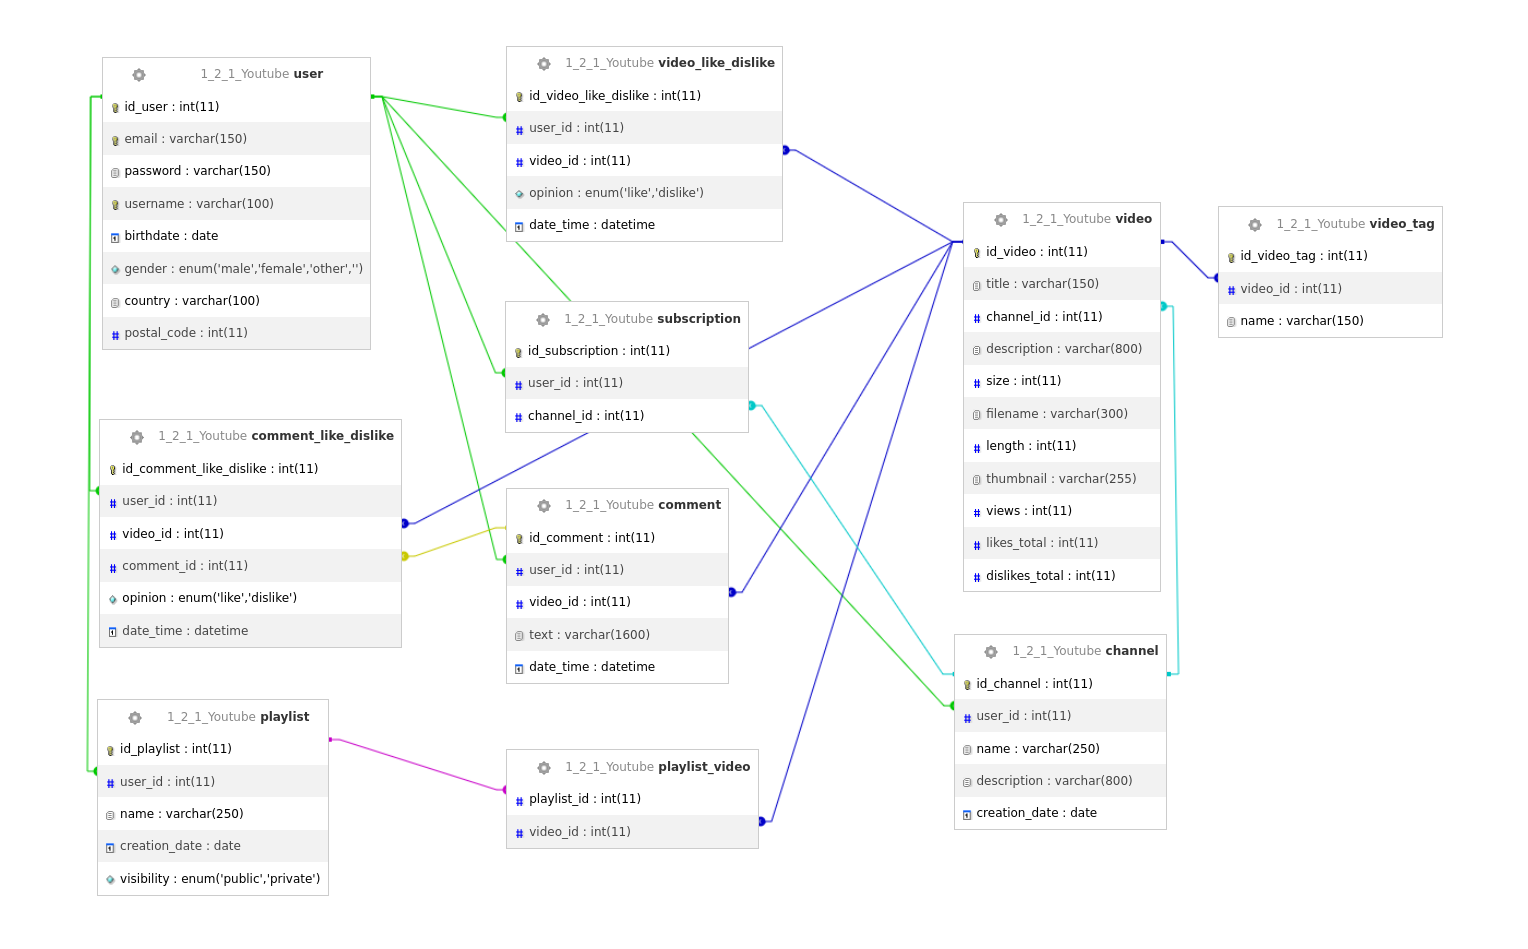 1_2_1_Youtube user
id_user : int(11)
email : varchar(150)
password : varchar(150)
username : varchar(100)
birthdate : date
gender : enum('male','female','other','')
country : varchar(100)
postal_code : int(11)
1_2_1_Youtube video_like_dislike
id_video_like_dislike : int(11)
user_id : int(11)
video_id : int(11)
opinion : enum('like','dislike')
date_time : datetime
1_2_1_Youtube video
id_video : int(11)
title : varchar(150)
channel_id : int(11)
description : varchar(800)
size : int(11)
filename : varchar(300)
length : int(11)
thumbnail : varchar(255)
views : int(11)
likes_total : int(11)
dislikes_total : int(11)
1_2_1_Youtube video_tag
id_video_tag : int(11)
video_id : int(11)
name : varchar(150)
1_2_1_Youtube subscription
id_subscription : int(11)
user_id : int(11)
channel_id : int(11)
1_2_1_Youtube comment_like_dislike
id_comment_like_dislike : int(11)
user_id : int(11)
video_id : int(11)
comment_id : int(11)
opinion : enum('like','dislike')
date_time : datetime
1_2_1_Youtube comment
id_comment : int(11)
user_id : int(11)
video_id : int(11)
text : varchar(1600)
date_time : datetime
1_2_1_Youtube channel
id_channel : int(11)
user_id : int(11)
name : varchar(250)
description : varchar(800)
creation_date : date
1_2_1_Youtube playlist
id_playlist : int(11)
user_id : int(11)
name : varchar(250)
creation_date : date
visibility : enum('public','private')
1_2_1_Youtube playlist_video
playlist_id : int(11)
video_id : int(11)